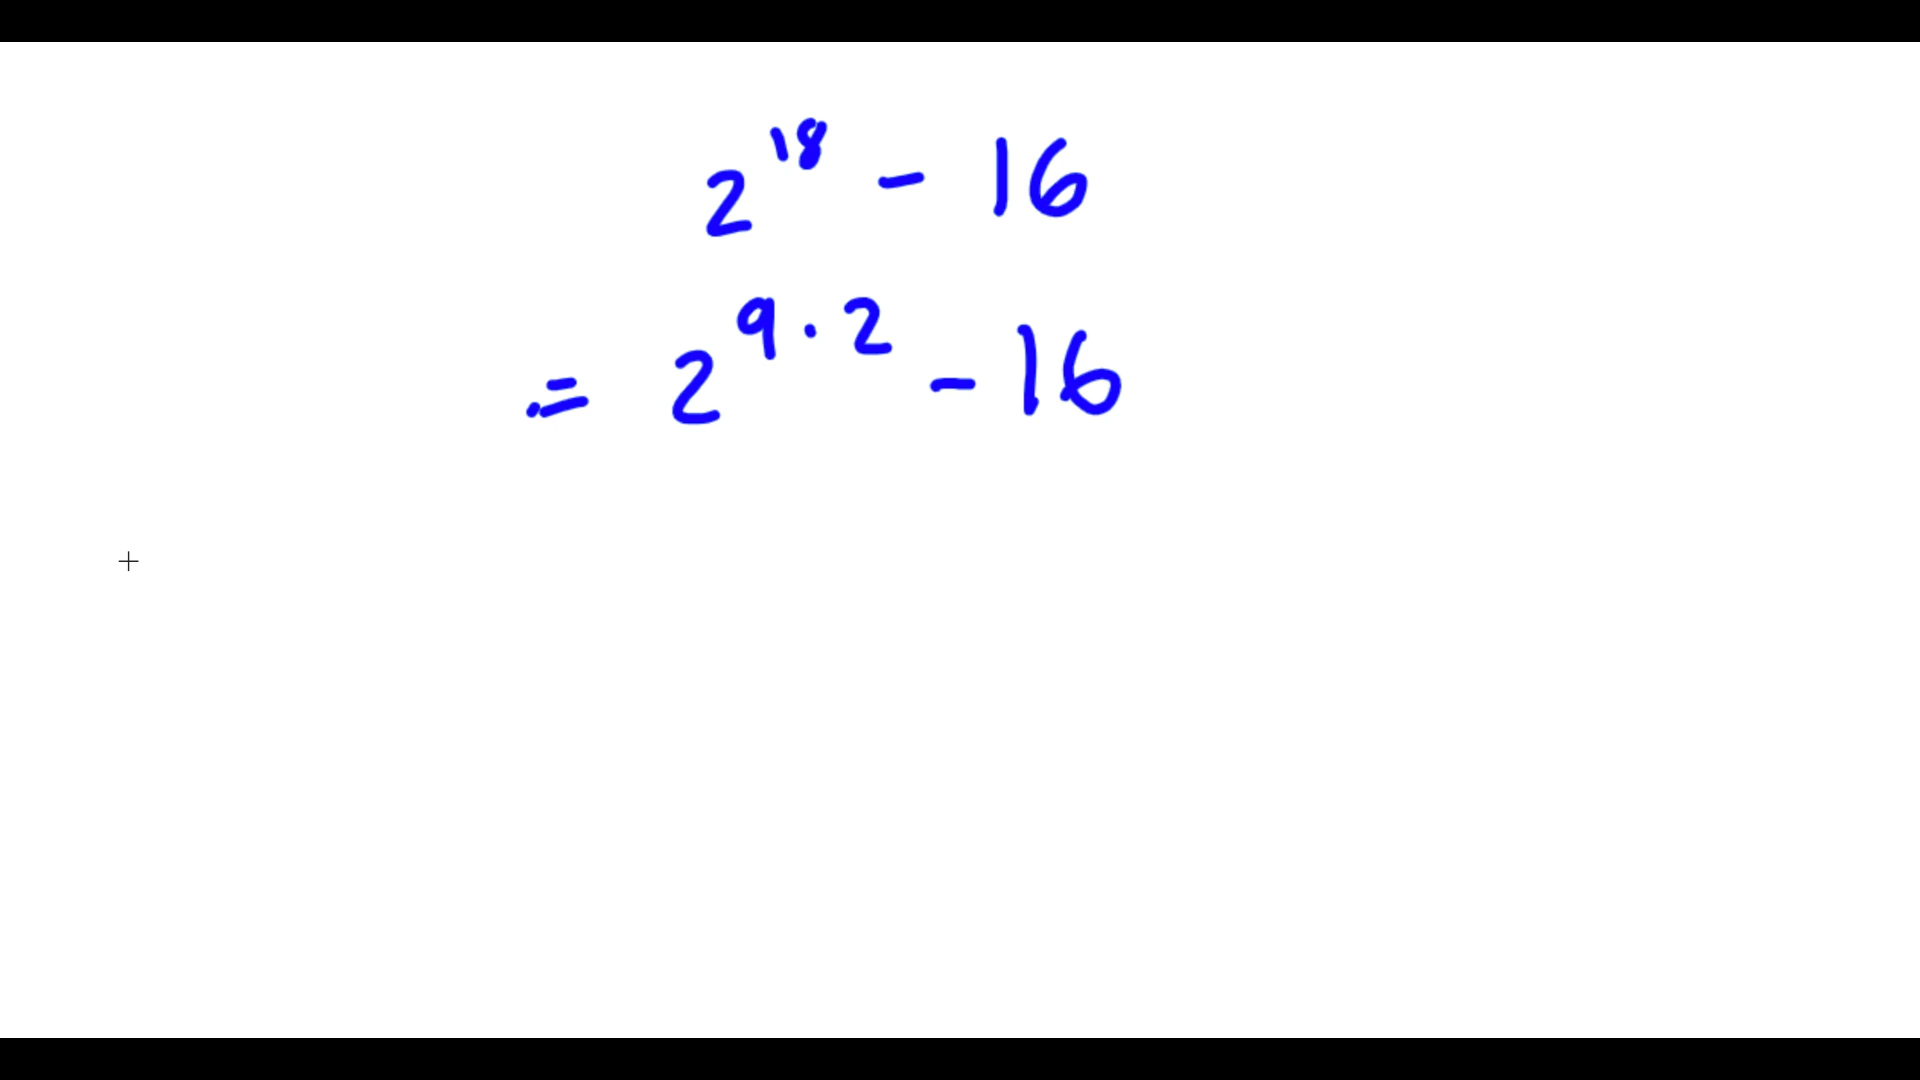 2^18 - 16
= 2^9·2 - 16